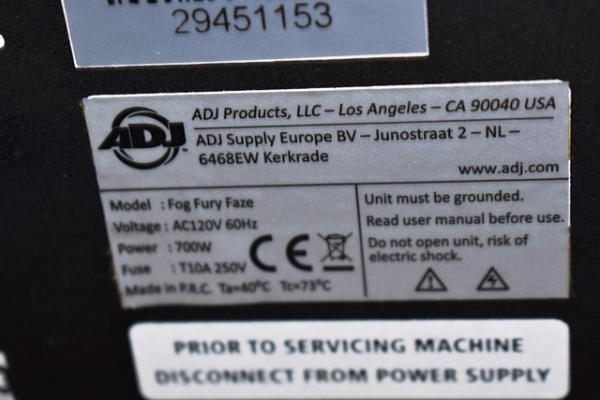 29451153
ADJ
ADJ Products, LLC – Los Angeles – CA 90040 USA
ADJ Supply Europe BV – Junostraat 2 – NL –
6468EW Kerkrade
www.adj.com
Model : Fog Fury Faze
Voltage : AC120V 60Hz
Power : 700W
Fuse : T10A 250V
Made in P.R.C. Ta=40°C Tc=73°C
CE
Unit must be grounded.
Read user manual before use.
Do not open unit, risk of
electric shock.
PRIOR TO SERVICING MACHINE
DISCONNECT FROM POWER SUPPLY